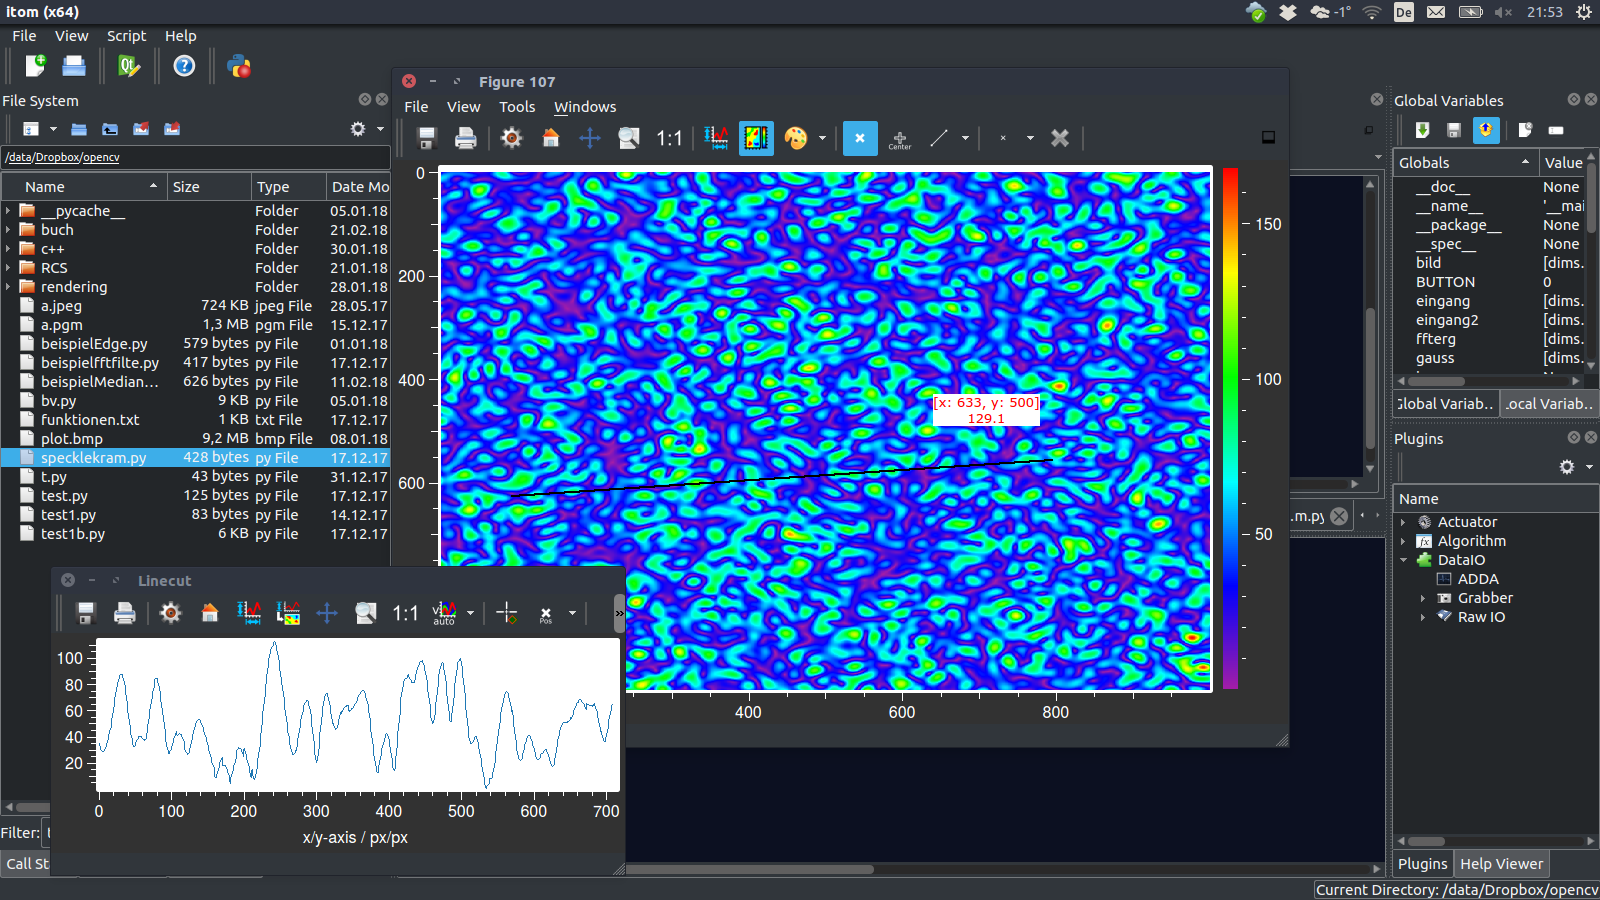 itom (x64)
-1°
De
21:53
File View Script Help
File System
/data/Dropbox/opencv
Name Size Type Date Mo
__pycache__ Folder 05.01.18
buch Folder 21.02.18
c++ Folder 30.01.18
RCS Folder 21.01.18
rendering Folder 28.01.18
a.jpeg 724 KB jpeg File 28.05.17
a.pgm 1,3 MB pgm File 15.12.17
beispielEdge.py 579 bytes py File 01.01.18
beispielfftfilte.py 417 bytes py File 17.12.17
beispielMedian... 626 bytes py File 11.02.18
bv.py 9 KB py File 05.01.18
funktionen.txt 1 KB txt File 17.12.17
plot.bmp 9,2 MB bmp File 08.01.18
specklekram.py 428 bytes py File 17.12.17
t.py 43 bytes py File 31.12.17
test.py 125 bytes py File 17.12.17
test1.py 83 bytes py File 14.12.17
test1b.py 6 KB py File 17.12.17
Filter:
Call St
Figure 107
File View Tools Windows
1:1
Center
0
200
400
600
[x: 633, y: 500]
129.1
400 600 800
150
100
50
Linecut
1:1
auto
Pos
»
100
80
60
40
20
0 100 200 300 400 500 600 700
x/y-axis / px/px
.m.py
Global Variables
Globals Value
__doc__ None
__name__ '__mai
__package__ None
__spec__ None
bild [dims.
BUTTON 0
eingang [dims.
eingang2 [dims.
ffterg [dims.
gauss [dims.
lobal Variab.. ocal Variab..
Plugins
Name
Actuator
Algorithm
DataIO
ADDA
Grabber
Raw IO
Plugins Help Viewer
Current Directory: /data/Dropbox/opencv